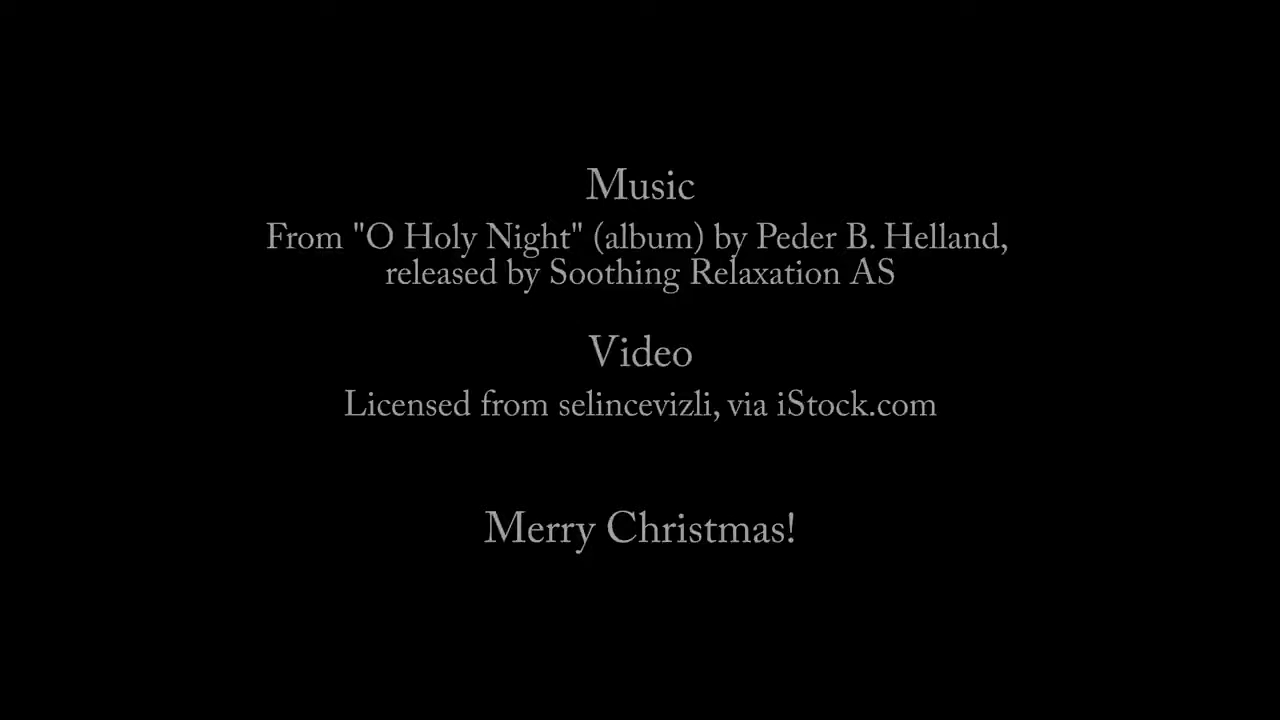 Music
From "O Holy Night" (album) by Peder B. Helland,
released by Soothing Relaxation AS
Video
Licensed from selincevizli, via iStock.com
Merry Christmas!